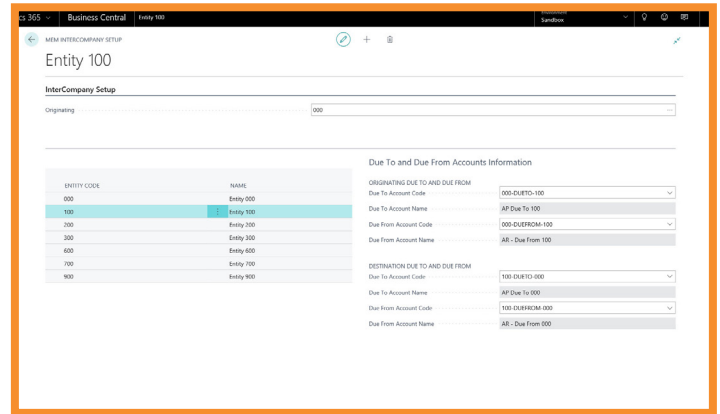 cs 365 Business Central Entity 100
Environment
Sandbox
MEM INTERCOMPANY SETUP
Entity 100
InterCompany Setup
Originating 000
Due To and Due From Accounts Information
ENTITY CODE NAME
000 Entity 000
100 Entity 100
200 Entity 200
300 Entity 300
600 Entity 600
700 Entity 700
900 Entity 900
ORIGINATING DUE TO AND DUE FROM
Due To Account Code 000-DUETO-100
Due To Account Name AP Due To 100
Due From Account Code 000-DUEFROM-100
Due From Account Name AR - Due From 100
DESTINATION DUE TO AND DUE FROM
Due To Account Code 100-DUETO-000
Due To Account Name AP Due To 000
Due From Account Code 100-DUEFROM-000
Due From Account Name AR - Due From 000